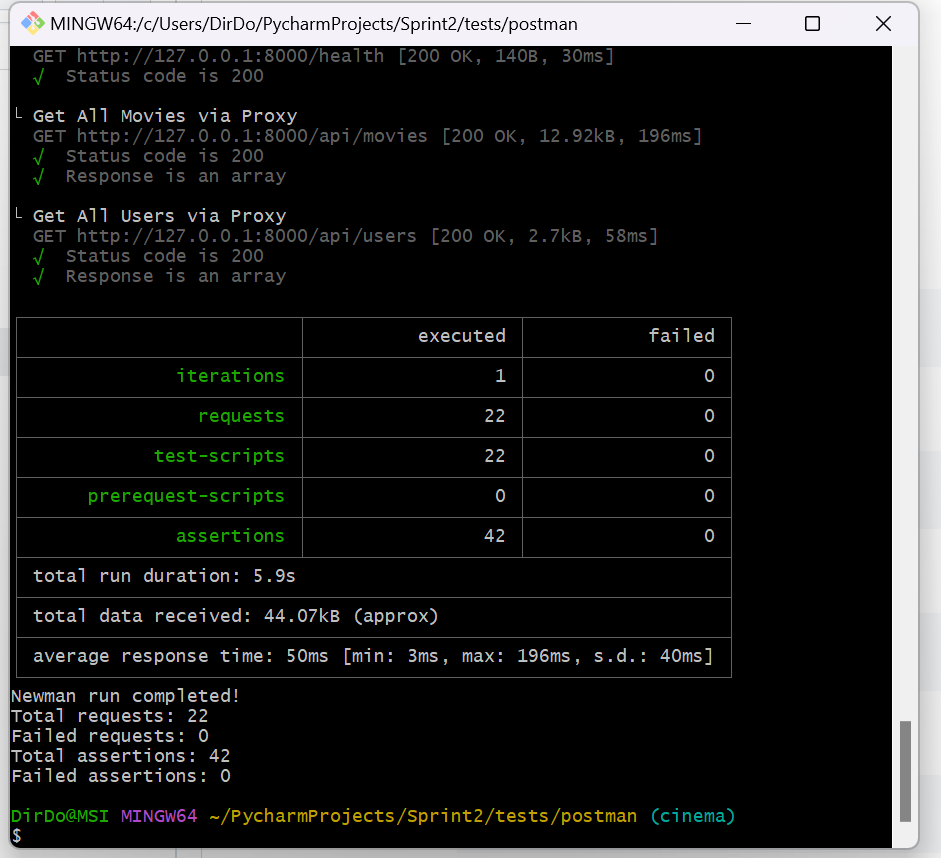 MINGW64:/c/Users/DirDo/PycharmProjects/Sprint2/tests/postman
GET http://127.0.0.1:8000/health [200 OK, 140B, 30ms]
√ Status code is 200
└ Get All Movies via Proxy
GET http://127.0.0.1:8000/api/movies [200 OK, 12.92kB, 196ms]
√ Status code is 200
√ Response is an array
└ Get All Users via Proxy
GET http://127.0.0.1:8000/api/users [200 OK, 2.7kB, 58ms]
√ Status code is 200
√ Response is an array
executed failed
iterations 1 0
requests 22 0
test-scripts 22 0
prerequest-scripts 0 0
assertions 42 0
total run duration: 5.9s
total data received: 44.07kB (approx)
average response time: 50ms [min: 3ms, max: 196ms, s.d.: 40ms]
Newman run completed!
Total requests: 22
Failed requests: 0
Total assertions: 42
Failed assertions: 0
DirDo@MSI MINGW64 ~/PycharmProjects/Sprint2/tests/postman (cinema)
$